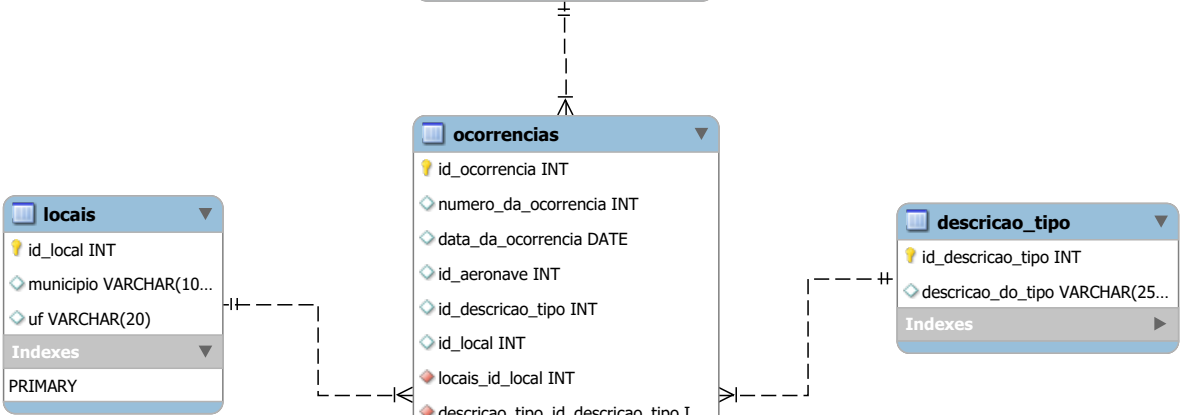 ocorrencias
id_ocorrencia INT
numero_da_ocorrencia INT
data_da_ocorrencia DATE
id_aeronave INT
id_descricao_tipo INT
id_local INT
locais_id_local INT
descricao_tipo_id_descricao_tipo I...
locais
id_local INT
municipio VARCHAR(10...
uf VARCHAR(20)
Indexes
PRIMARY
descricao_tipo
id_descricao_tipo INT
descricao_do_tipo VARCHAR(25...
Indexes